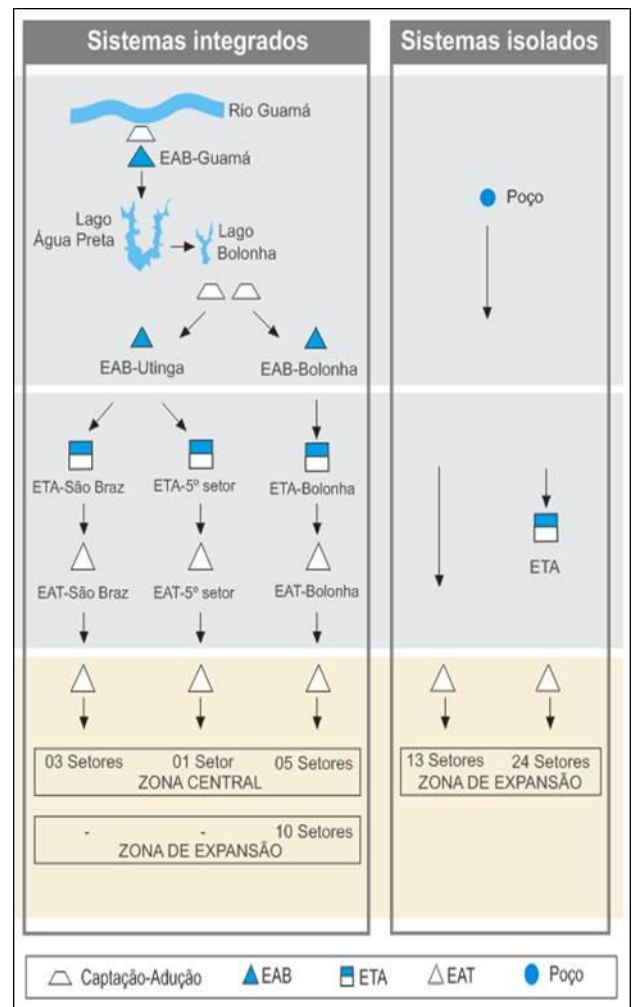 Sistemas integrados
Sistemas isolados
Rio Guamá
EAB-Guamá
Lago
Água Preta
Lago
Bolonha
Poço
EAB-Utinga
EAB-Bolonha
ETA-São Braz
ETA-5º setor
ETA-Bolonha
ETA
EAT-São Braz
EAT-5º setor
EAT-Bolonha
03 Setores
01 Setor
05 Setores
ZONA CENTRAL
13 Setores
24 Setores
ZONA DE EXPANSÃO
-
-
10 Setores
ZONA DE EXPANSÃO
Captação-Adução
EAB
ETA
EAT
Poço